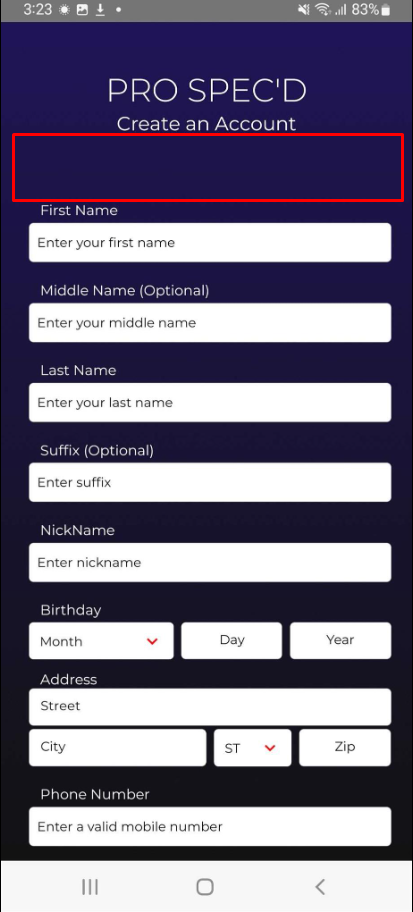 3:23 83%
PRO SPEC'D
Create an Account
First Name
Enter your first name
Middle Name (Optional)
Enter your middle name
Last Name
Enter your last name
Suffix (Optional)
Enter suffix
NickName
Enter nickname
Birthday
Month Day Year
Address
Street
City ST Zip
Phone Number
Enter a valid mobile number